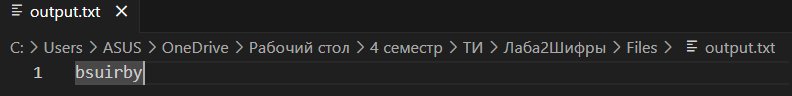 output.txt ×
C: > Users > ASUS > OneDrive > Рабочий стол > 4 семестр > ТИ > Лаба2Шифры > Files > output.txt
1 bsuirby